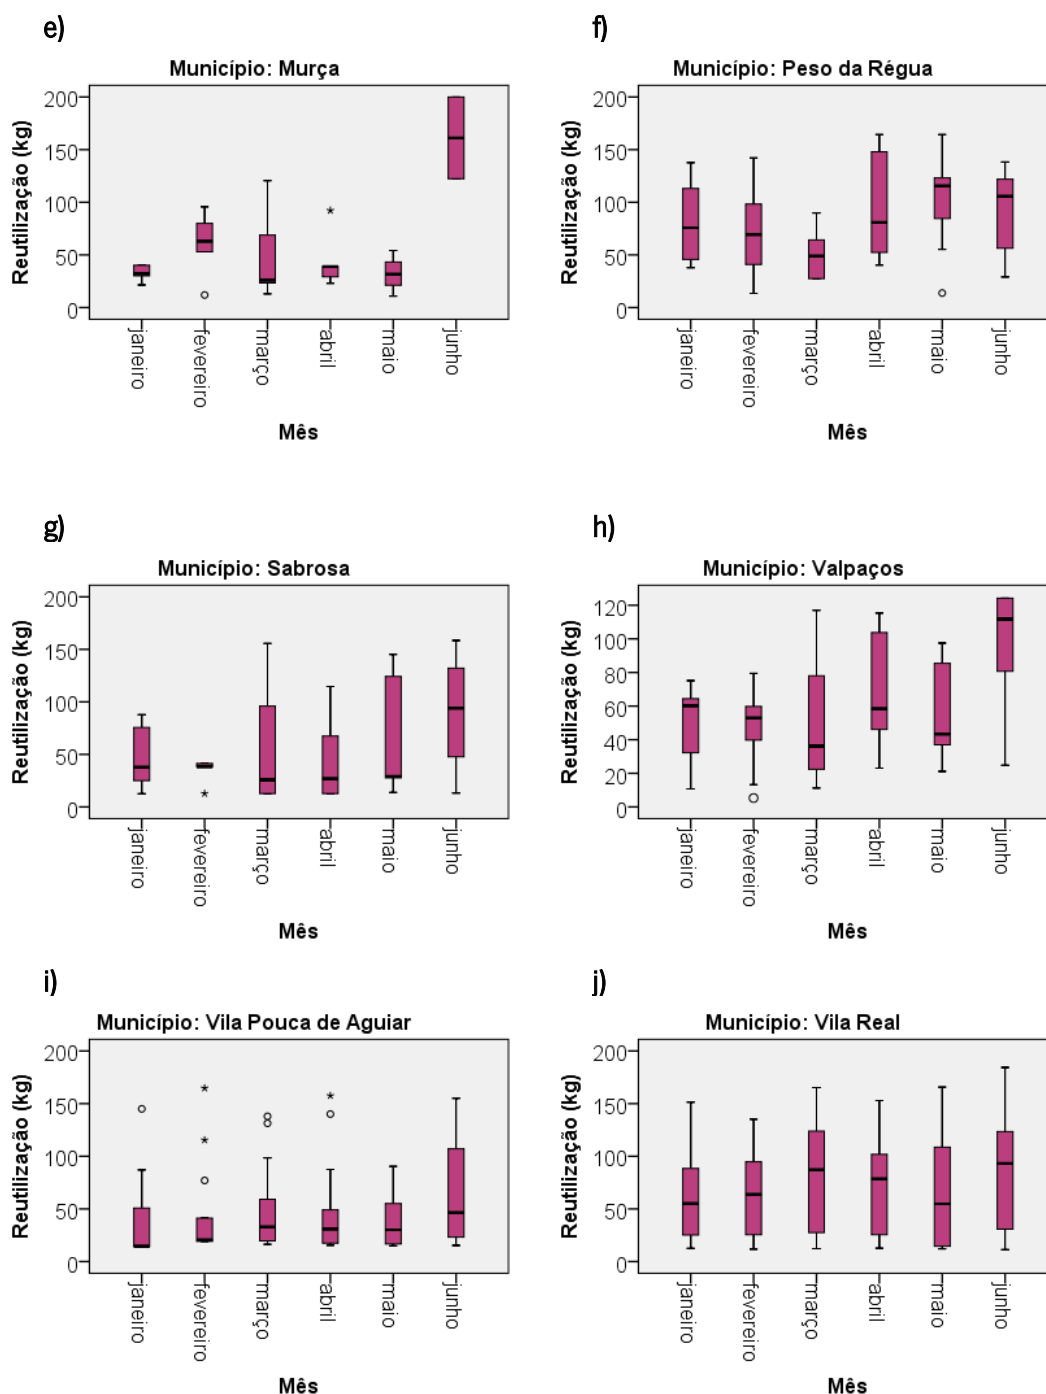 e)
Município: Murça
Reutilização (kg)
200
150
100
50
0
janeiro
fevereiro
março
abril
maio
junho
Mês
f)
Município: Peso da Régua
Reutilização (kg)
200
150
100
50
0
janeiro
fevereiro
março
abril
maio
junho
Mês
g)
Município: Sabrosa
Reutilização (kg)
200
150
100
50
0
janeiro
fevereiro
março
abril
maio
junho
Mês
h)
Município: Valpaços
Reutilização (kg)
120
100
80
60
40
20
0
janeiro
fevereiro
março
abril
maio
junho
Mês
i)
Município: Vila Pouca de Aguiar
Reutilização (kg)
200
150
100
50
0
janeiro
fevereiro
março
abril
maio
junho
Mês
j)
Município: Vila Real
Reutilização (kg)
200
150
100
50
0
janeiro
fevereiro
março
abril
maio
junho
Mês